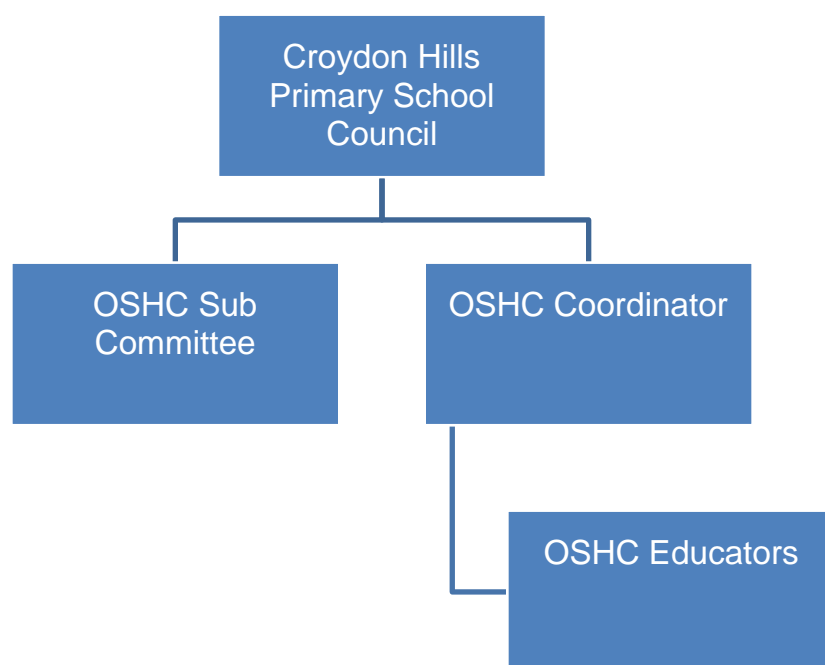 Croydon Hills
Primary School
Council
OSHC Sub
Committee
OSHC Coordinator
OSHC Educators